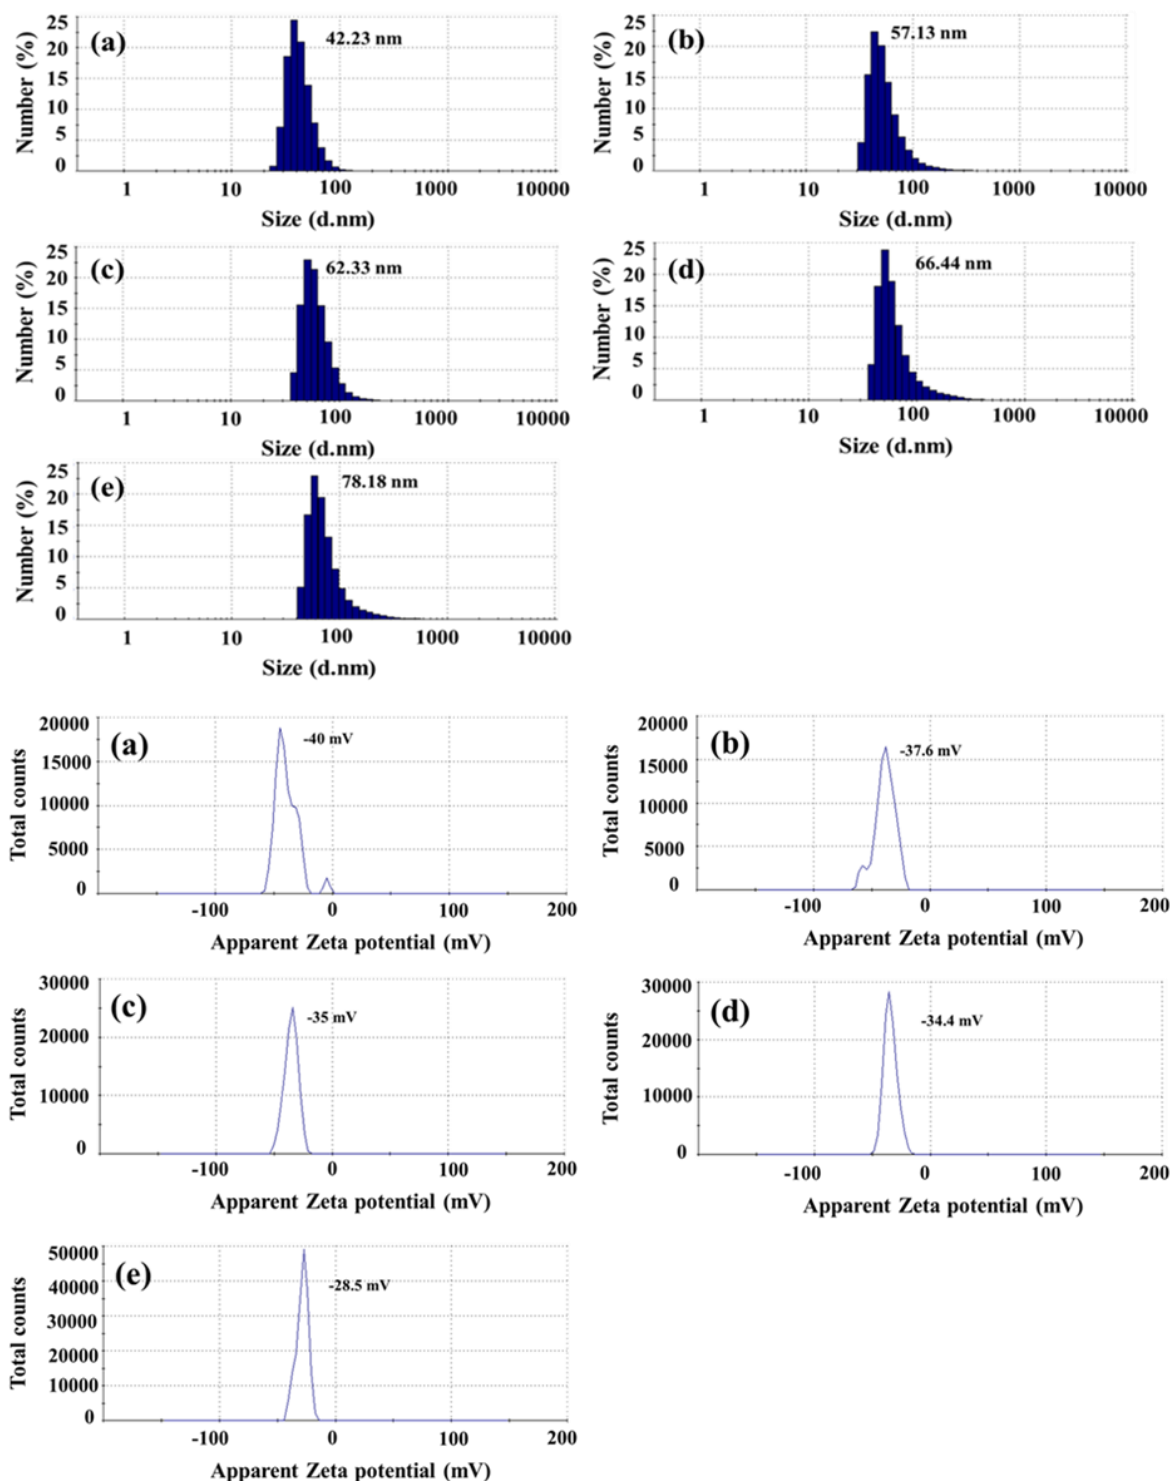 (a)
42.23 nm
Number (%)
25
20
15
10
5
0
1 10 100 1000 10000
Size (d.nm)
(b)
57.13 nm
Number (%)
25
20
15
10
5
0
1 10 100 1000 10000
Size (d.nm)
(c)
62.33 nm
Number (%)
25
20
15
10
5
0
1 10 100 1000 10000
Size (d.nm)
(d)
66.44 nm
Number (%)
25
20
15
10
5
0
1 10 100 1000 10000
Size (d.nm)
(e)
78.18 nm
Number (%)
25
20
15
10
5
0
1 10 100 1000 10000
Size (d.nm)
(a)
-40 mV
Total counts
20000
15000
10000
5000
0
-100 0 100 200
Apparent Zeta potential (mV)
(b)
-37.6 mV
Total counts
20000
15000
10000
5000
0
-100 0 100 200
Apparent Zeta potential (mV)
(c)
-35 mV
Total counts
30000
20000
10000
0
-100 0 100 200
Apparent Zeta potential (mV)
(d)
-34.4 mV
Total counts
30000
20000
10000
0
-100 0 100 200
Apparent Zeta potential (mV)
(e)
-28.5 mV
Total counts
50000
40000
30000
20000
10000
0
-100 0 100 200
Apparent Zeta potential (mV)